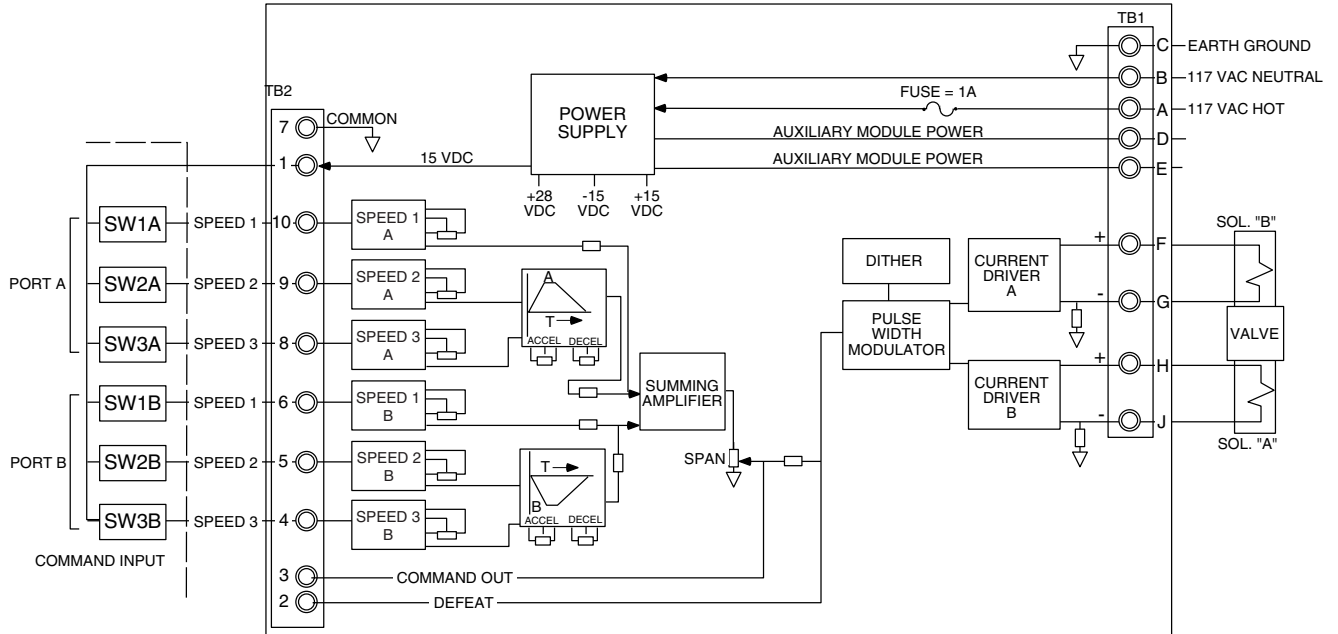 TB1
C
EARTH GROUND
B
117 VAC NEUTRAL
FUSE = 1A
A
117 VAC HOT
AUXILIARY MODULE POWER
D
AUXILIARY MODULE POWER
E
POWER
SUPPLY
+28
VDC
-15
VDC
+15
VDC
TB2
7
COMMON
1
15 VDC
PORT A
SW1A
SPEED 1
10
SPEED 1
A
SW2A
SPEED 2
9
SPEED 2
A
SW3A
SPEED 3
8
SPEED 3
A
PORT B
SW1B
SPEED 1
6
SPEED 1
B
SW2B
SPEED 2
5
SPEED 2
B
SW3B
SPEED 3
4
SPEED 3
B
COMMAND INPUT
3
COMMAND OUT
2
DEFEAT
A
T
ACCEL
DECEL
T
B
ACCEL
DECEL
SUMMING
AMPLIFIER
SPAN
DITHER
PULSE
WIDTH
MODULATOR
CURRENT
DRIVER
A
CURRENT
DRIVER
B
+
F
-
G
+
H
-
J
SOL. "B"
VALVE
SOL. "A"